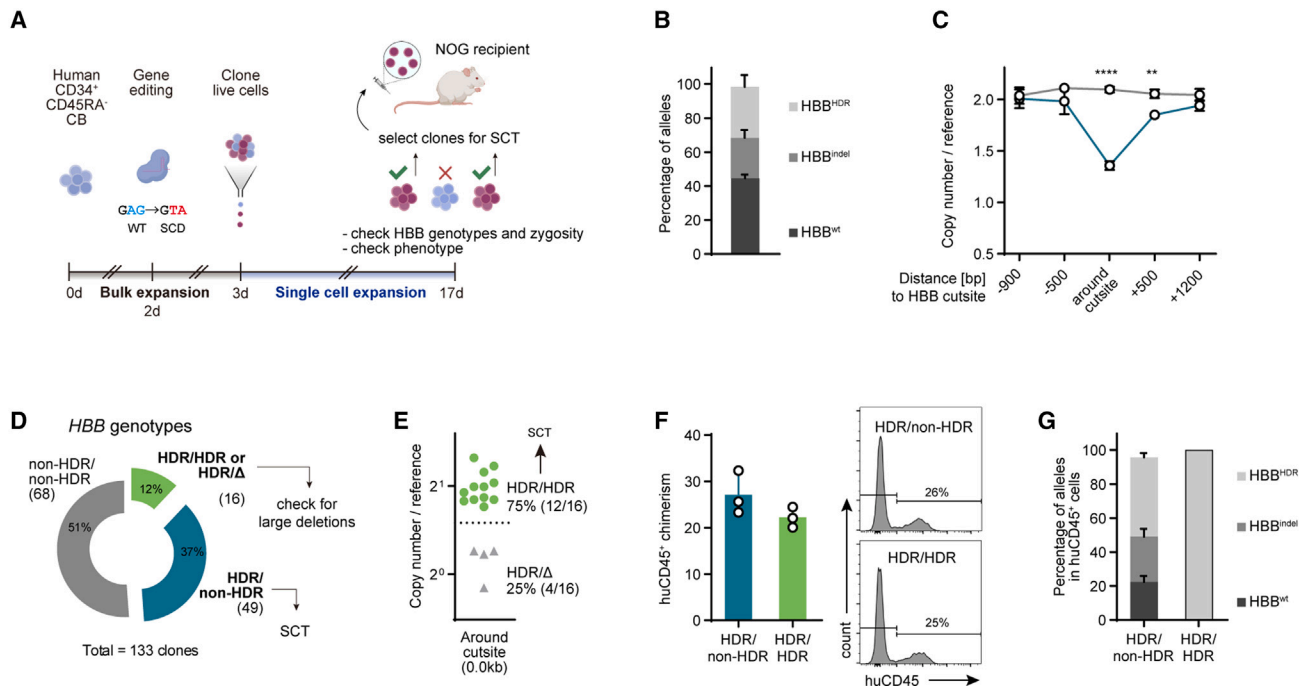 A
Human
CD34⁺
CD45RA⁻
CB
Gene
editing
Clone
live cells
NOG recipient
select clones for SCT
GAG→GTA
WT SCD
- check HBB genotypes and zygosity
- check phenotype
0d
Bulk expansion
2d
3d
Single cell expansion
17d
B
Percentage of alleles
100
80
60
40
20
0
HBBᴴᴰᴿ
HBBⁱⁿᵈᵉˡ
HBBʷᵗ
C
Copy number / reference
2.0
1.5
1.0
0.5
****
**
Distance [bp]
to HBB cutsite
-900
-500
around
cutsite
+500
+1200
D
HBB genotypes
non-HDR/
non-HDR
(68)
51%
HDR/HDR or
HDR/Δ
(16)
12%
check for
large deletions
37%
HDR/
non-HDR
(49)
SCT
Total = 133 clones
E
Copy number / reference
2¹
2⁰
SCT
HDR/HDR
75% (12/16)
HDR/Δ
25% (4/16)
Around
cutsite
(0.0kb)
F
huCD45⁺ chimerism
40
30
20
10
0
HDR/
non-HDR
HDR/
HDR
HDR/non-HDR
26%
HDR/HDR
25%
count
huCD45
G
Percentage of alleles
in huCD45⁺ cells
100
80
60
40
20
0
HDR/
non-HDR
HDR/
HDR
HBBᴴᴰᴿ
HBBⁱⁿᵈᵉˡ
HBBʷᵗ